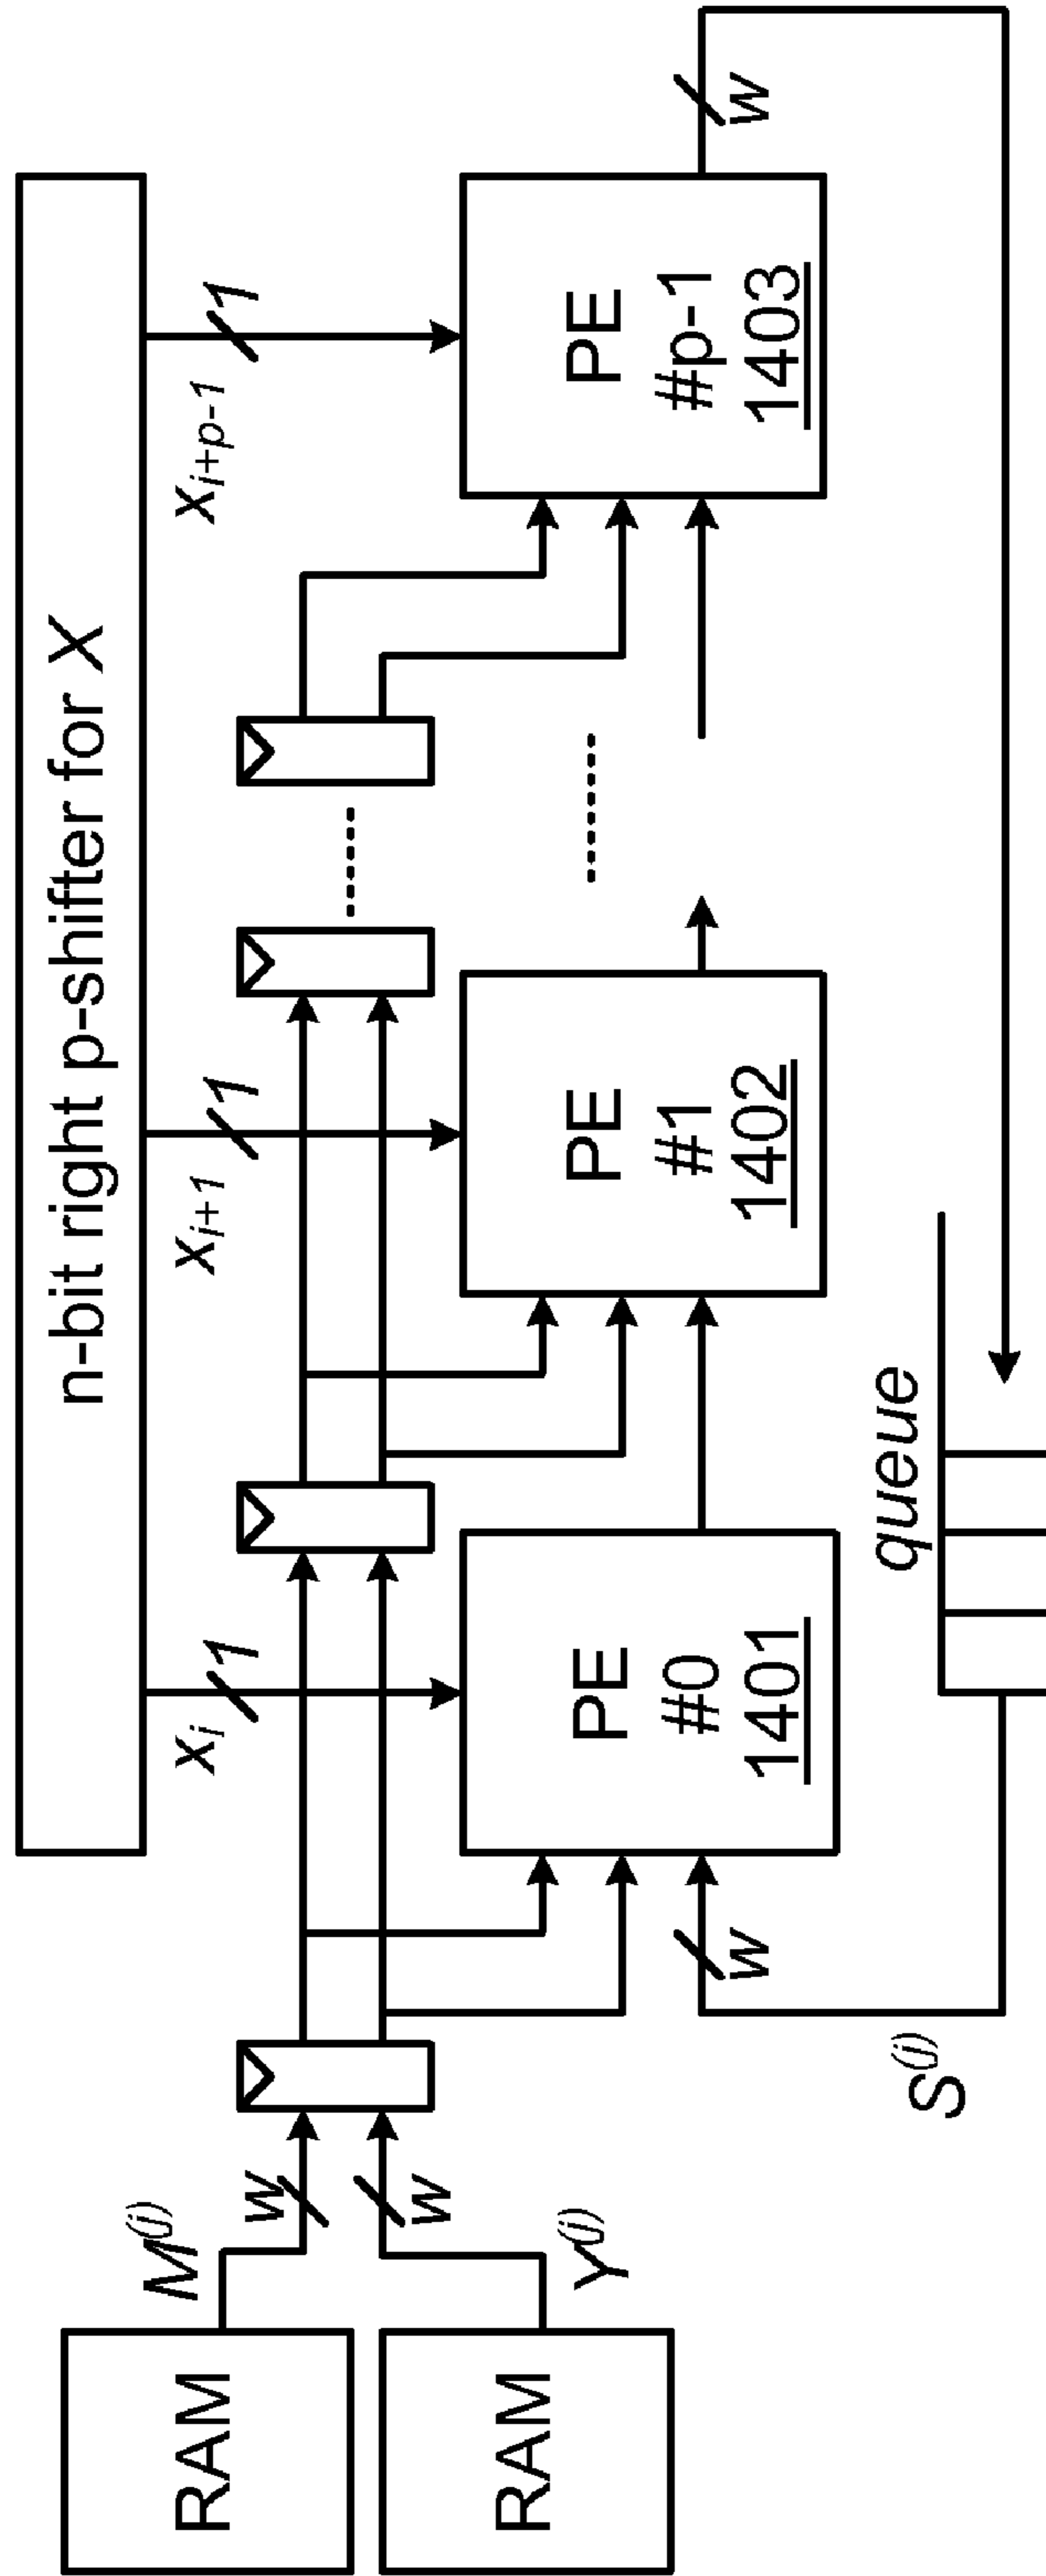 n-bit right p-shifter for X
x_i
1
x_{i+1}
1
x_{i+p-1}
1
RAM
M^{(j)}
w
RAM
Y^{(j)}
w
PE
#0
1401
PE
#1
1402
PE
#p-1
1403
w
S^{(j)}
w
queue